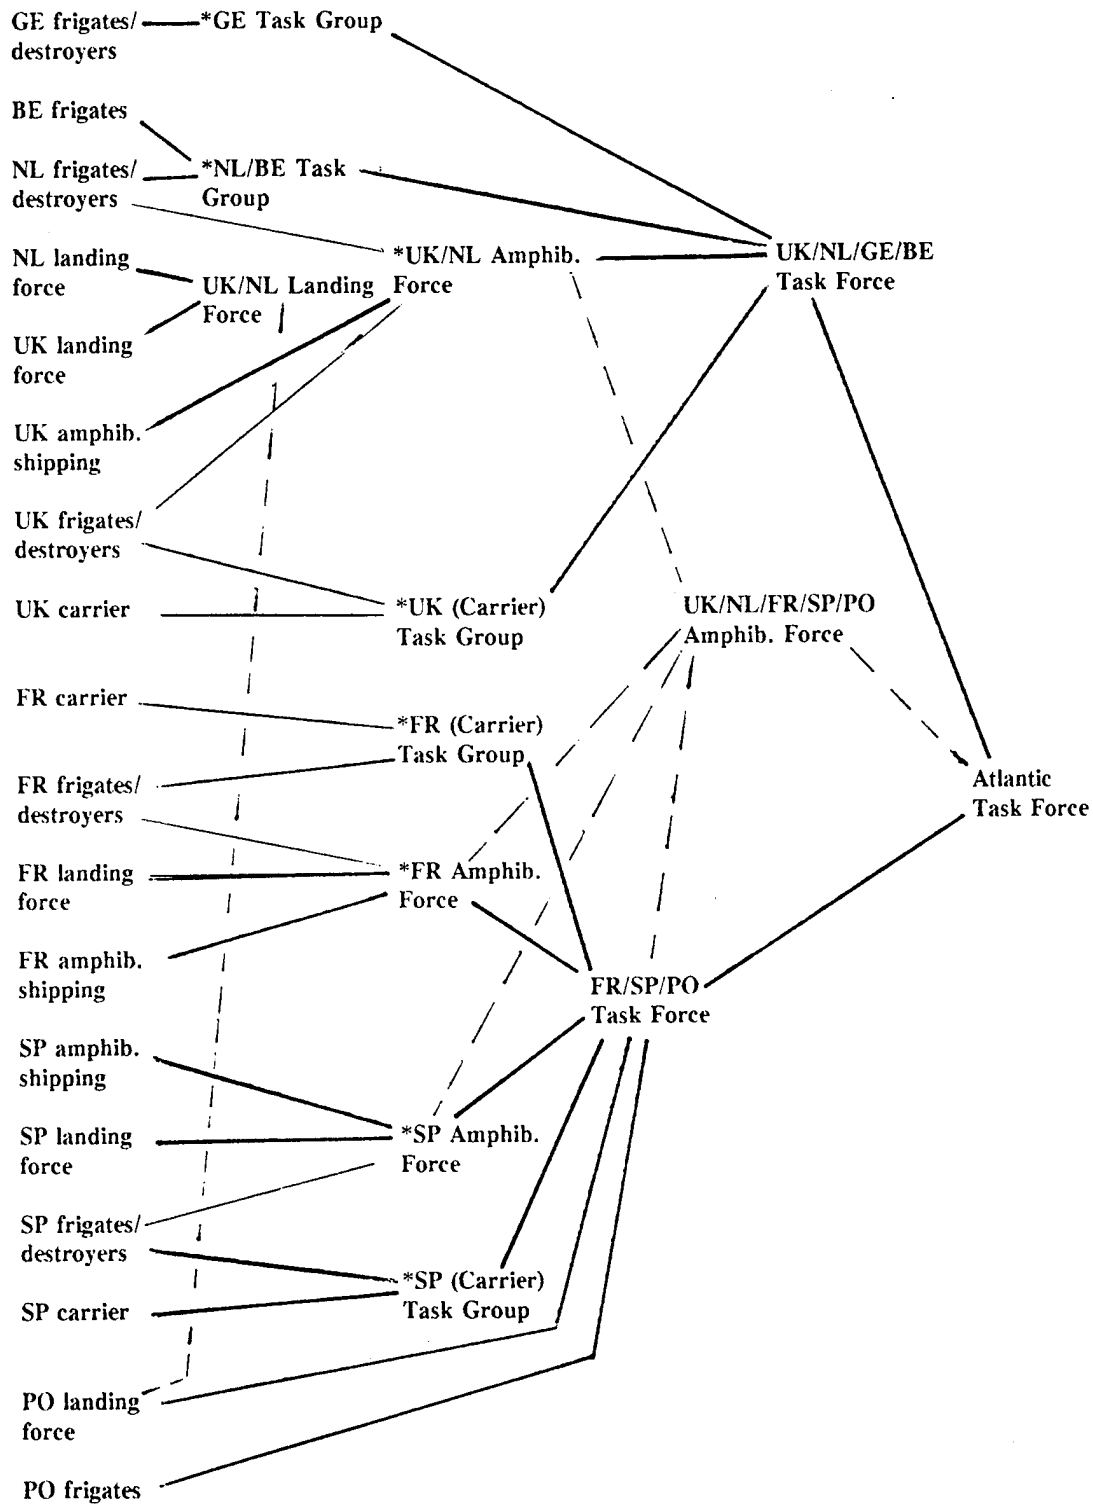 GE frigates/
destroyers
*GE Task Group
BE frigates
NL frigates/
destroyers
*NL/BE Task
Group
NL landing
force
UK/NL Landing
Force
*UK/NL Amphib.
Force
UK/NL/GE/BE
Task Force
UK landing
force
UK amphib.
shipping
UK frigates/
destroyers
UK carrier
*UK (Carrier)
Task Group
UK/NL/FR/SP/PO
Amphib. Force
FR carrier
*FR (Carrier)
Task Group
FR frigates/
destroyers
Atlantic
Task Force
FR landing
force
*FR Amphib.
Force
FR amphib.
shipping
FR/SP/PO
Task Force
SP amphib.
shipping
SP landing
force
*SP Amphib.
Force
SP frigates/
destroyers
*SP (Carrier)
Task Group
SP carrier
PO landing
force
PO frigates